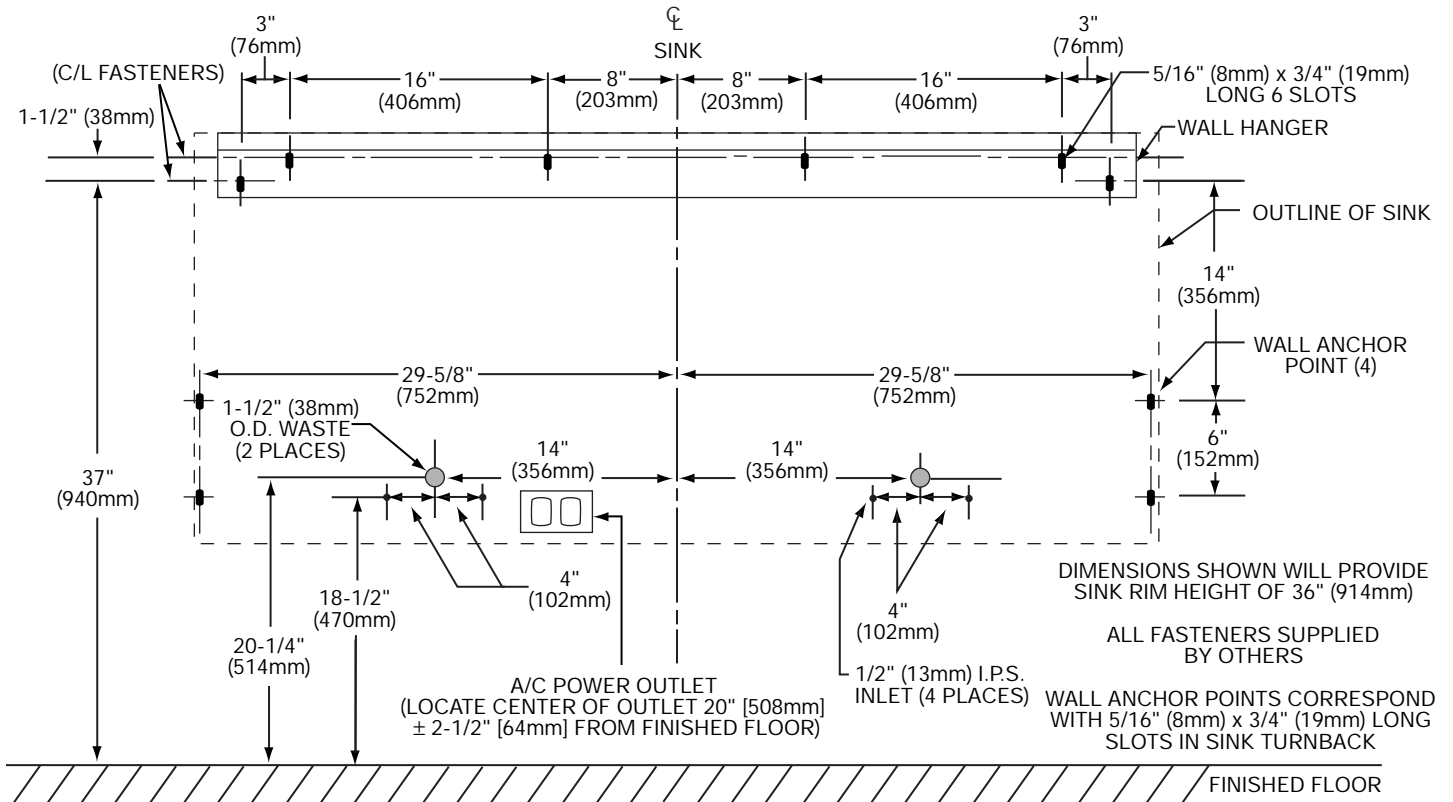 ℄
SINK
3"
(76mm)
3"
(76mm)
(C/L FASTENERS)
16"
(406mm)
8"
(203mm)
8"
(203mm)
16"
(406mm)
5/16" (8mm) x 3/4" (19mm)
LONG 6 SLOTS
1-1/2" (38mm)
WALL HANGER
OUTLINE OF SINK
14"
(356mm)
WALL ANCHOR
POINT (4)
29-5/8"
(752mm)
29-5/8"
(752mm)
1-1/2" (38mm)
O.D. WASTE
(2 PLACES)
14"
(356mm)
14"
(356mm)
6"
(152mm)
37"
(940mm)
4"
(102mm)
18-1/2"
(470mm)
20-1/4"
(514mm)
4"
(102mm)
1/2" (13mm) I.P.S.
INLET (4 PLACES)
A/C POWER OUTLET
(LOCATE CENTER OF OUTLET 20" [508mm]
± 2-1/2" [64mm] FROM FINISHED FLOOR)
DIMENSIONS SHOWN WILL PROVIDE
SINK RIM HEIGHT OF 36" (914mm)
ALL FASTENERS SUPPLIED
BY OTHERS
WALL ANCHOR POINTS CORRESPOND
WITH 5/16" (8mm) x 3/4" (19mm) LONG
SLOTS IN SINK TURNBACK
FINISHED FLOOR